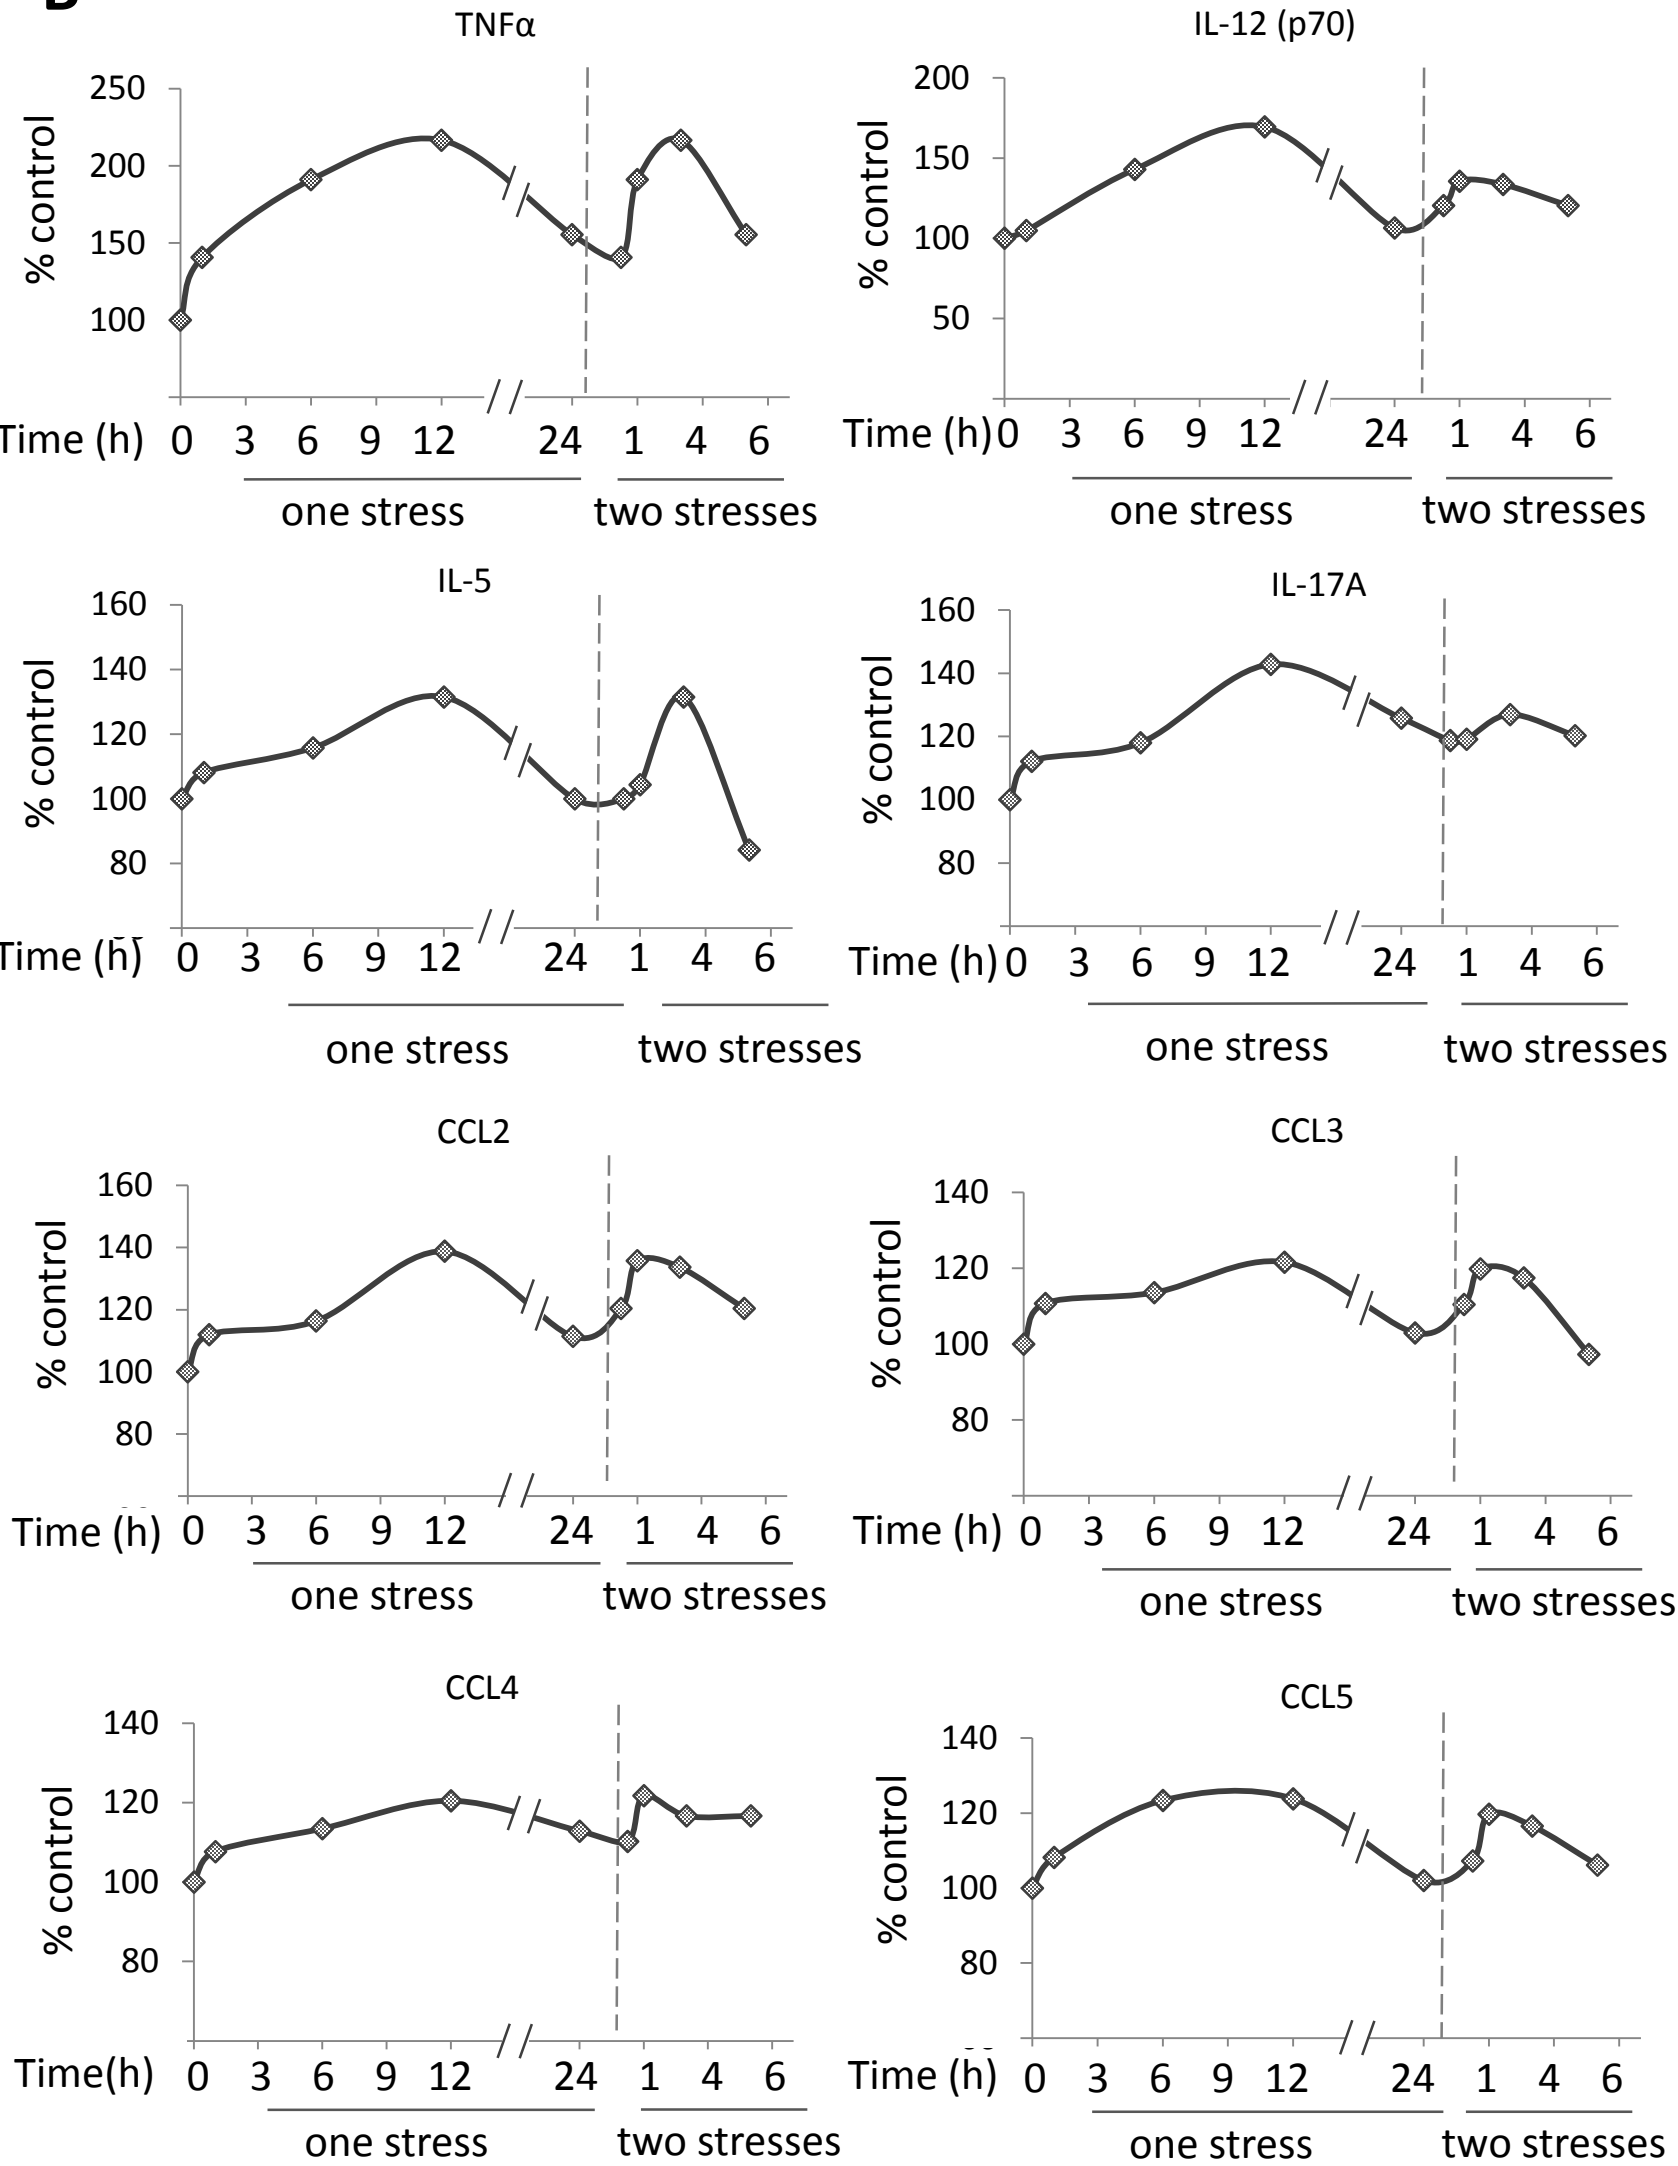 B
TNFα
IL-12 (p70)
250
200
150
100
% control
Time (h) 0 3 6 9 12 24 1 4 6
one stress two stresses
200
150
100
50
% control
Time (h) 0 3 6 9 12 24 1 4 6
one stress two stresses
IL-5
IL-17A
160
140
120
100
80
% control
Time (h) 0 3 6 9 12 24 1 4 6
one stress two stresses
160
140
120
100
80
% control
Time (h) 0 3 6 9 12 24 1 4 6
one stress two stresses
CCL2
CCL3
160
140
120
100
80
% control
Time (h) 0 3 6 9 12 24 1 4 6
one stress two stresses
140
120
100
80
% control
Time (h) 0 3 6 9 12 24 1 4 6
one stress two stresses
CCL4
CCL5
140
120
100
80
% control
Time(h) 0 3 6 9 12 24 1 4 6
one stress two stresses
140
120
100
80
% control
Time (h) 0 3 6 9 12 24 1 4 6
one stress two stresses